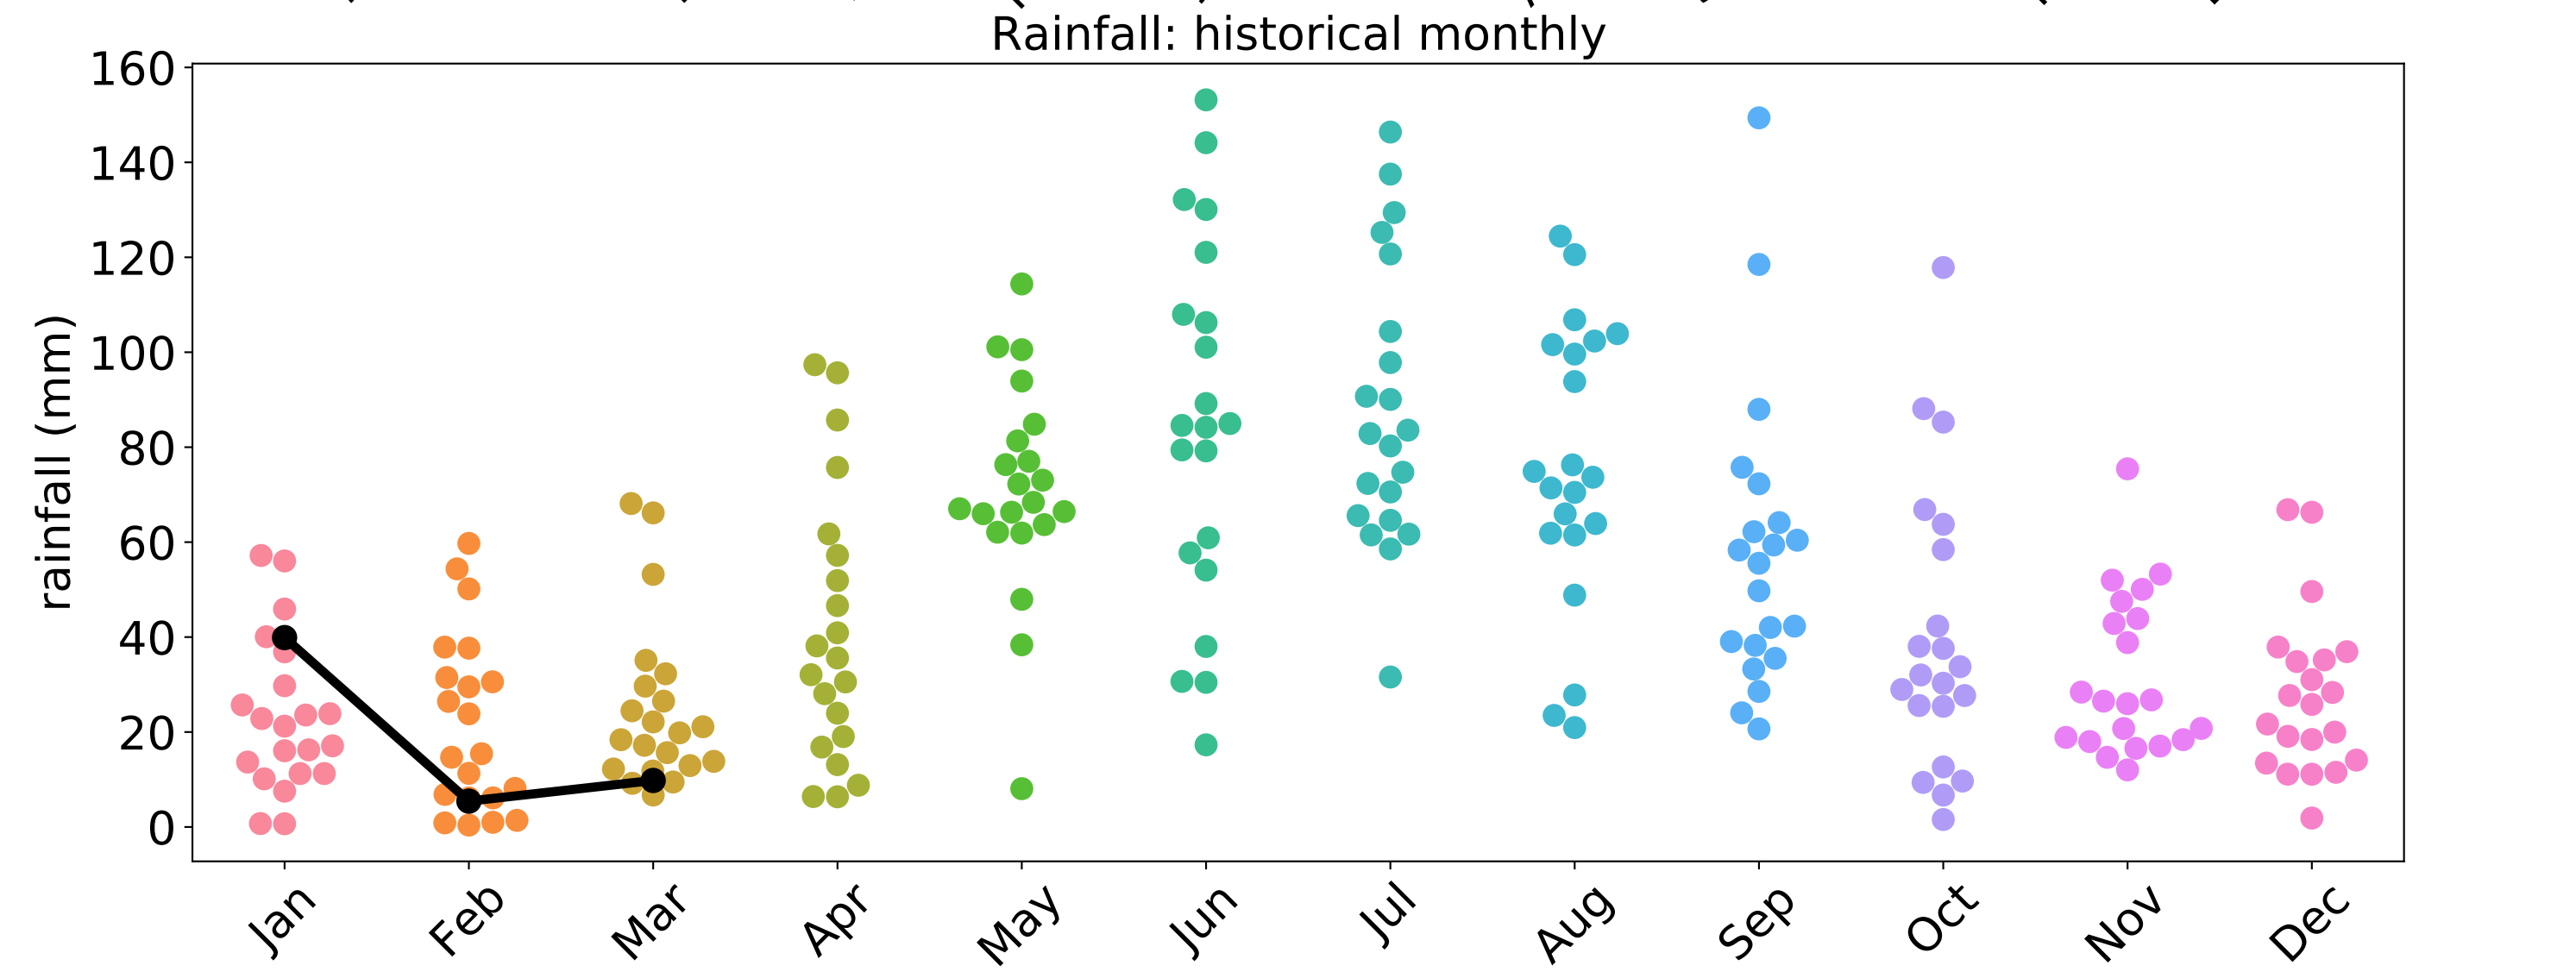 Rainfall: historical monthly
160
140
120
100
80
60
40
20
0
rainfall (mm)
Jan
Feb
Mar
Apr
May
Jun
Jul
Aug
Sep
Oct
Nov
Dec